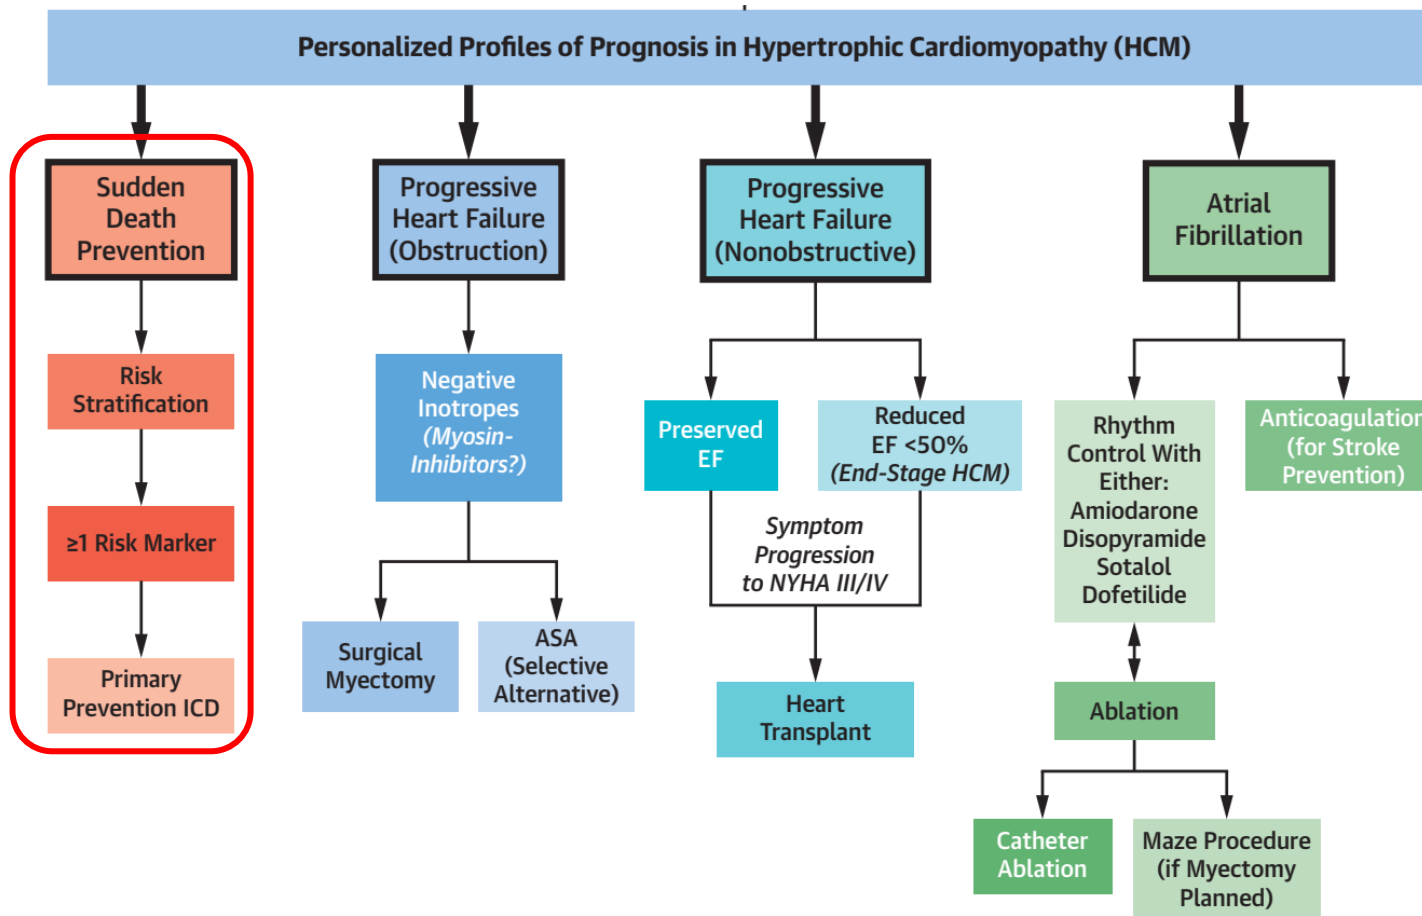 Personalized Profiles of Prognosis in Hypertrophic Cardiomyopathy (HCM)
Sudden
Death
Prevention
Risk
Stratification
≥1 Risk Marker
Primary
Prevention ICD
Progressive
Heart Failure
(Obstruction)
Negative
Inotropes
(Myosin-
Inhibitors?)
Surgical
Myectomy
ASA
(Selective
Alternative)
Progressive
Heart Failure
(Nonobstructive)
Preserved
EF
Reduced
EF <50%
(End-Stage HCM)
Symptom
Progression
to NYHA III/IV
Heart
Transplant
Atrial
Fibrillation
Rhythm
Control With
Either:
Amiodarone
Disopyramide
Sotalol
Dofetilide
Anticoagulation
(for Stroke
Prevention)
Ablation
Catheter
Ablation
Maze Procedure
(if Myectomy
Planned)